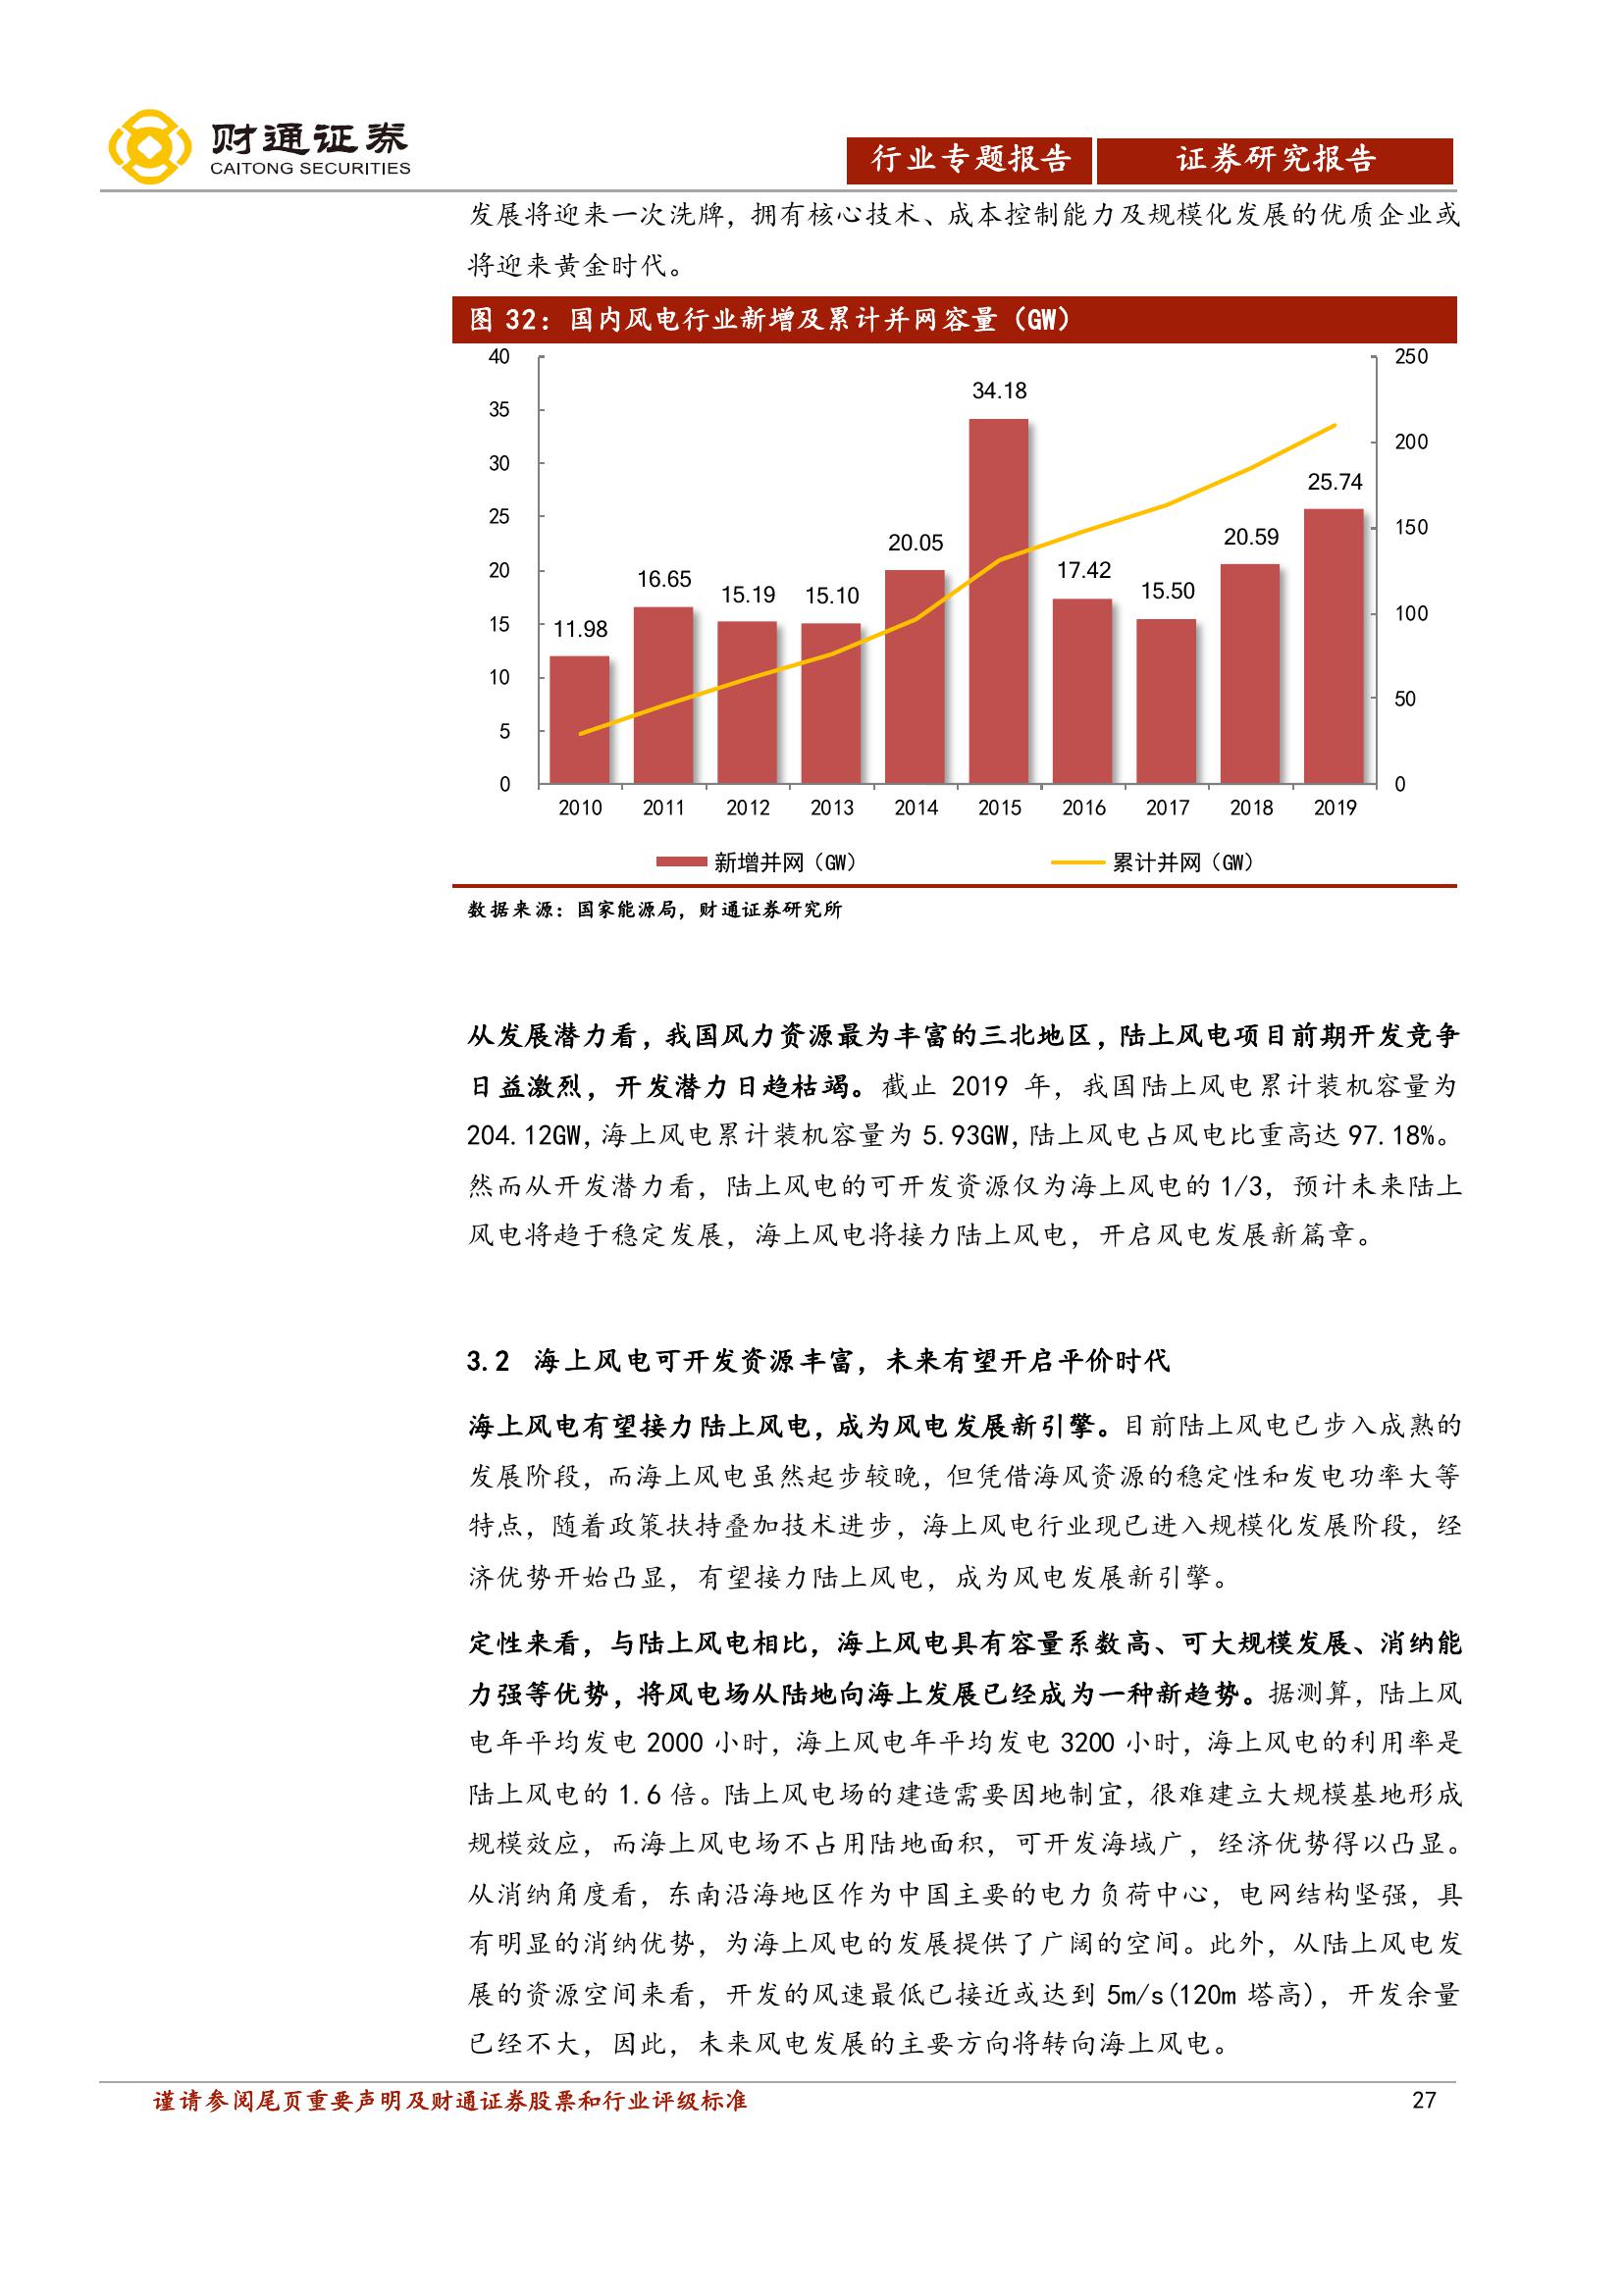 财通证券
CAITONG SECURITIES
行业专题报告
证券研究报告
发展将迎来一次洗牌，拥有核心技术、成本控制能力及规模化发展的优质企业或
将迎来黄金时代。
图 32：国内风电行业新增及累计并网容量（GW）
40
35
30
25
20
15
10
5
0
250
200
150
100
50
0
11.98
16.65
15.19
15.10
20.05
34.18
17.42
15.50
20.59
25.74
2010
2011
2012
2013
2014
2015
2016
2017
2018
2019
新增并网（GW）
累计并网（GW）
数据来源：国家能源局，财通证券研究所
从发展潜力看，我国风力资源最为丰富的三北地区，陆上风电项目前期开发竞争
日益激烈，开发潜力日趋枯竭。截止 2019 年，我国陆上风电累计装机容量为
204.12GW，海上风电累计装机容量为 5.93GW，陆上风电占风电比重高达 97.18%。
然而从开发潜力看，陆上风电的可开发资源仅为海上风电的 1/3，预计未来陆上
风电将趋于稳定发展，海上风电将接力陆上风电，开启风电发展新篇章。
3.2 海上风电可开发资源丰富，未来有望开启平价时代
海上风电有望接力陆上风电，成为风电发展新引擎。目前陆上风电已步入成熟的
发展阶段，而海上风电虽然起步较晚，但凭借海风资源的稳定性和发电功率大等
特点，随着政策扶持叠加技术进步，海上风电行业现已进入规模化发展阶段，经
济优势开始凸显，有望接力陆上风电，成为风电发展新引擎。
定性来看，与陆上风电相比，海上风电具有容量系数高、可大规模发展、消纳能
力强等优势，将风电场从陆地向海上发展已经成为一种新趋势。据测算，陆上风
电年平均发电 2000 小时，海上风电年平均发电 3200 小时，海上风电的利用率是
陆上风电的 1.6 倍。陆上风电场的建造需要因地制宜，很难建立大规模基地形成
规模效应，而海上风电场不占用陆地面积，可开发海域广，经济优势得以凸显。
从消纳角度看，东南沿海地区作为中国主要的电力负荷中心，电网结构坚强，具
有明显的消纳优势，为海上风电的发展提供了广阔的空间。此外，从陆上风电发
展的资源空间来看，开发的风速最低已接近或达到 5m/s(120m 塔高)，开发余量
已经不大，因此，未来风电发展的主要方向将转向海上风电。
谨请参阅尾页重要声明及财通证券股票和行业评级标准
27